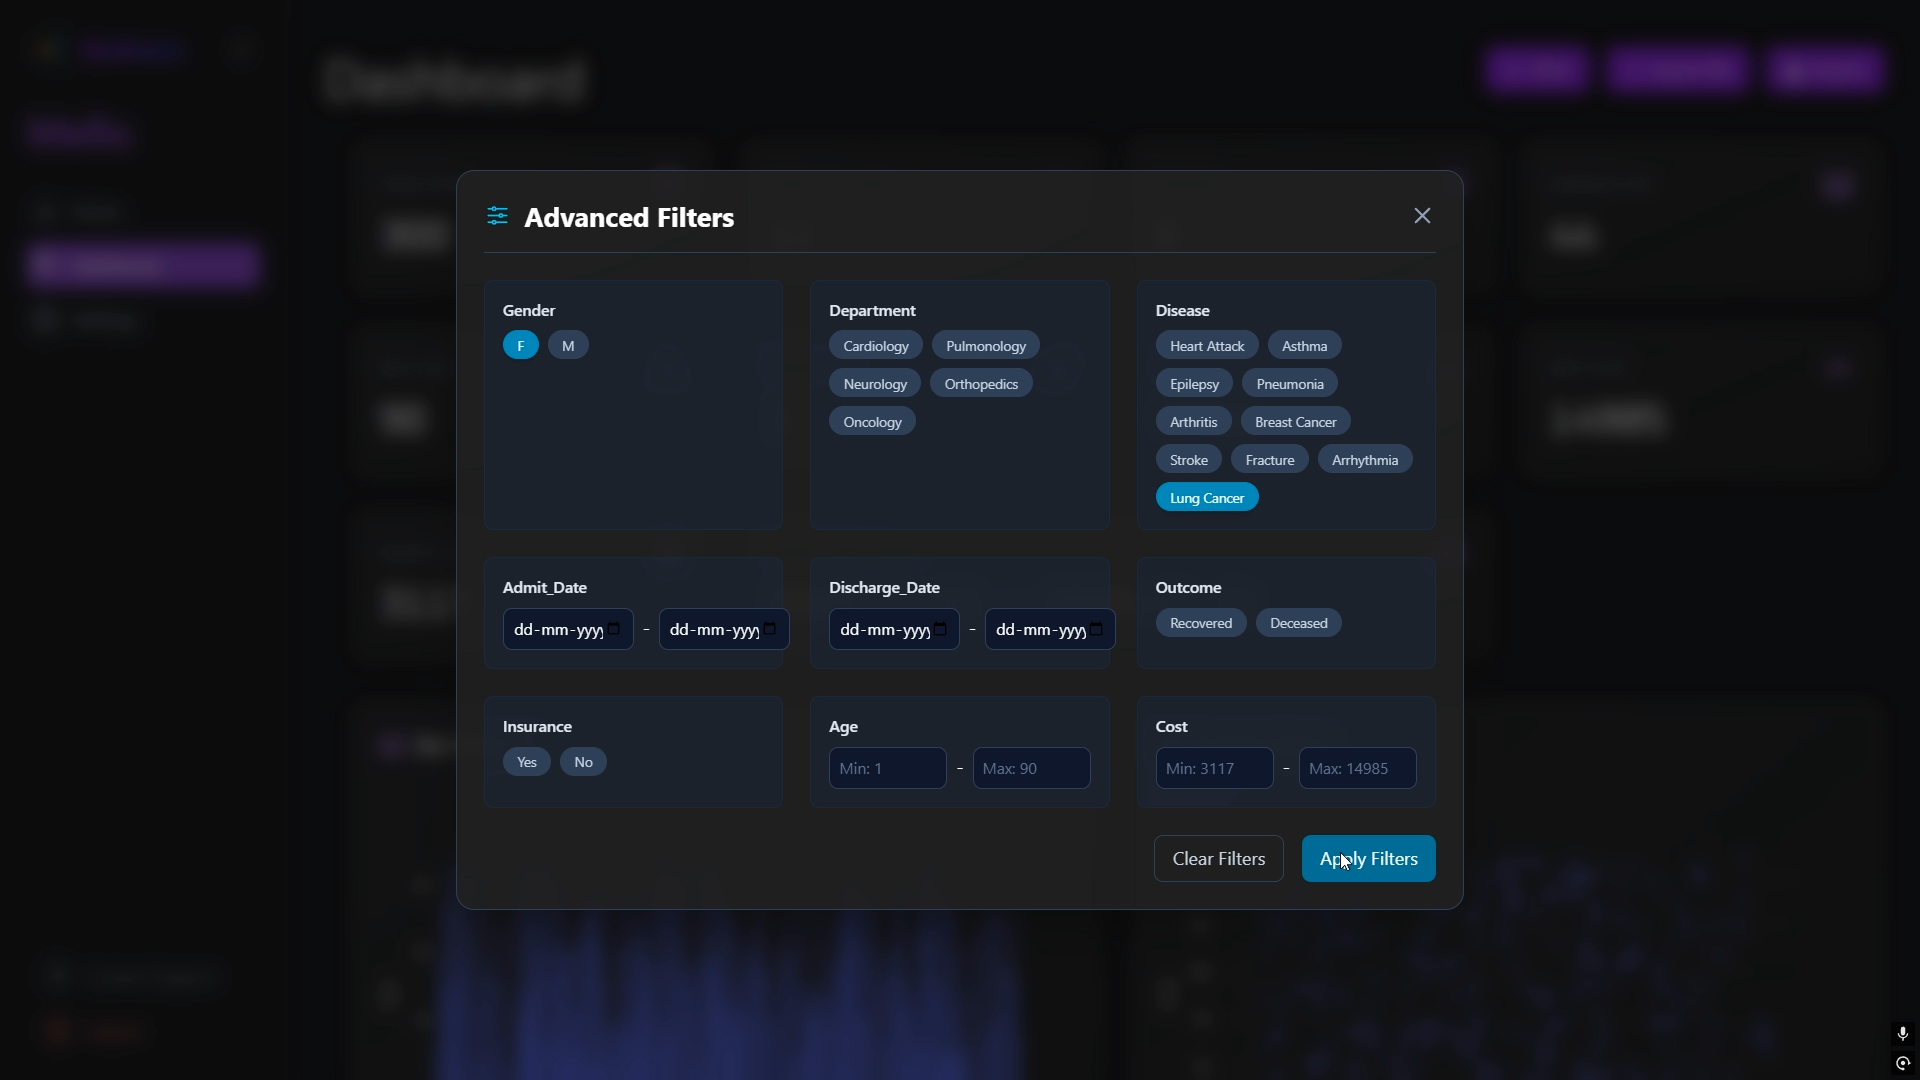 Dashboard
Advanced Filters
Gender
F M
Department
Cardiology Pulmonology
Neurology Orthopedics
Oncology
Disease
Heart Attack Asthma
Epilepsy Pneumonia
Arthritis Breast Cancer
Stroke Fracture Arrhythmia
Lung Cancer
Admit_Date
dd-mm-yyyy - dd-mm-yyyy
Discharge_Date
dd-mm-yyyy - dd-mm-yyyy
Outcome
Recovered Deceased
Insurance
Yes No
Age
Min: 1 - Max: 90
Cost
Min: 3117 - Max: 14985
Clear Filters Apply Filters